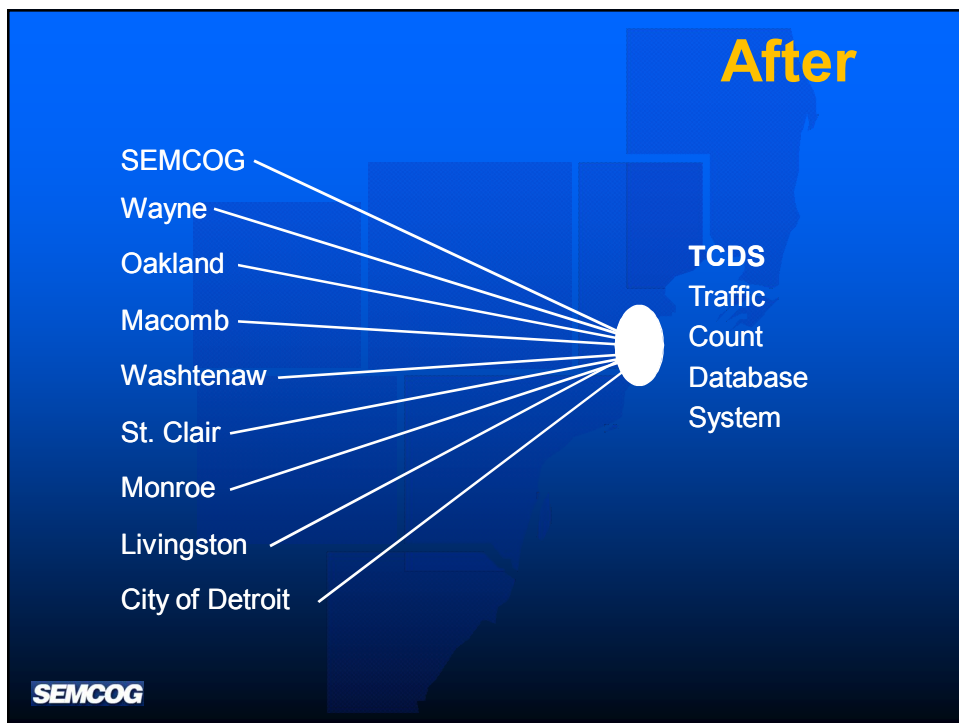 After
SEMCOG
Wayne
Oakland
Macomb
Washtenaw
St. Clair
Monroe
Livingston
City of Detroit
TCDS
Traffic
Count
Database
System
SEMCOG